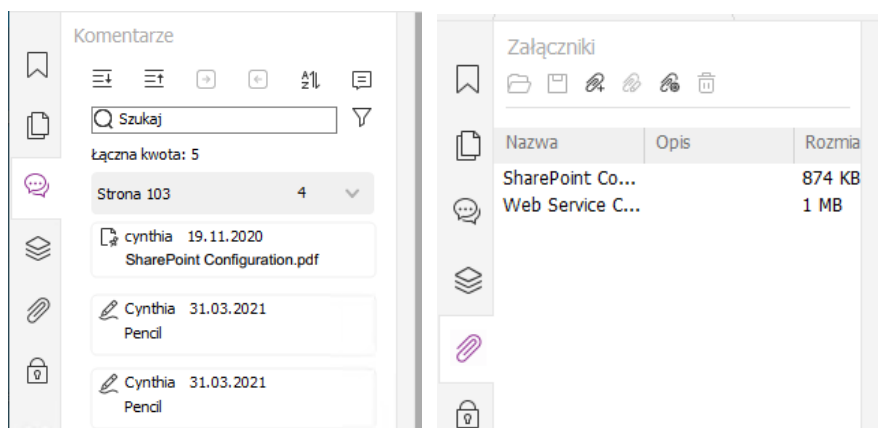 Komentarze
Szukaj
Łączna kwota: 5
Strona 103 4
cynthia 19.11.2020
SharePoint Configuration.pdf
Cynthia 31.03.2021
Pencil
Cynthia 31.03.2021
Pencil
Załączniki
Nazwa Opis Rozmia
SharePoint Co... 874 KB
Web Service C... 1 MB